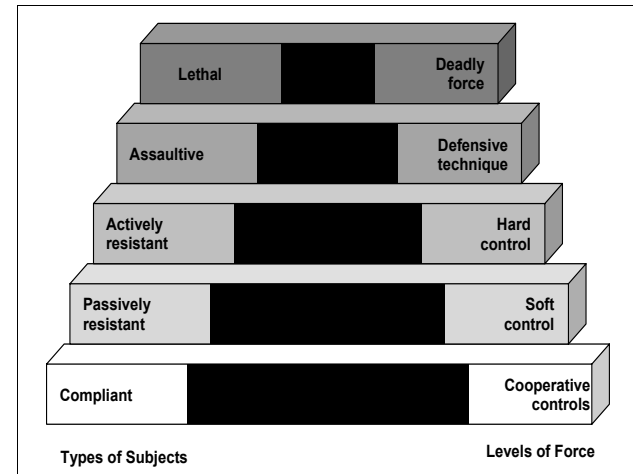 Lethal
Deadly
force
Assaultive
Defensive
technique
Actively
resistant
Hard
control
Passively
resistant
Soft
control
Compliant
Cooperative
controls
Types of Subjects
Levels of Force